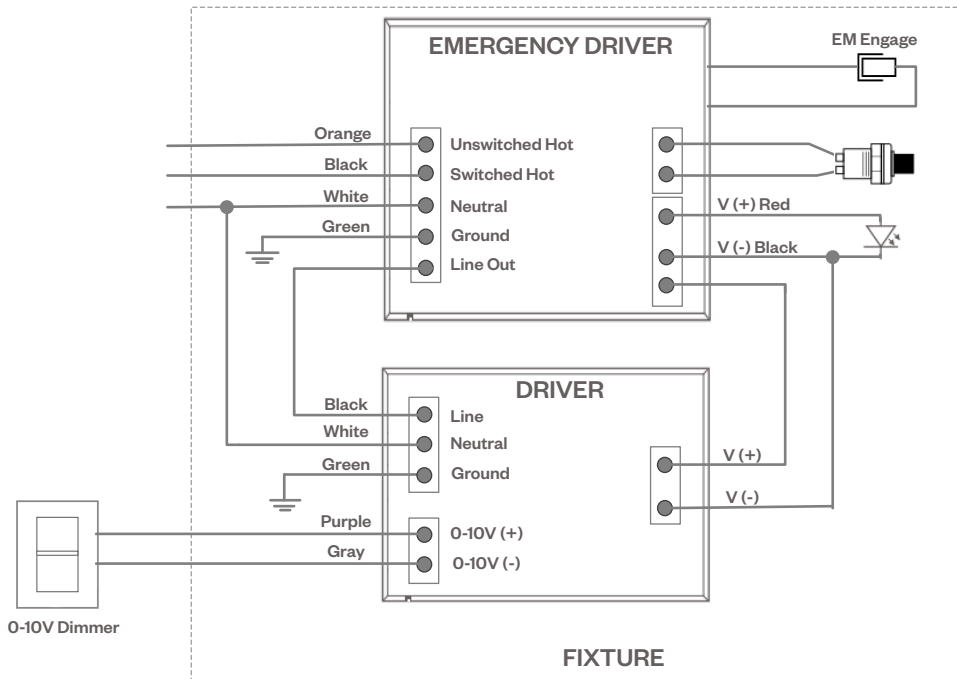 EMERGENCY DRIVER
EM Engage
Orange
Unswitched Hot
Black
Switched Hot
White
Neutral
V (+) Red
Green
Ground
V (-) Black
Line Out
DRIVER
Black
Line
White
Neutral
V (+)
Green
Ground
V (-)
Purple
0-10V (+)
Gray
0-10V (-)
0-10V Dimmer
FIXTURE